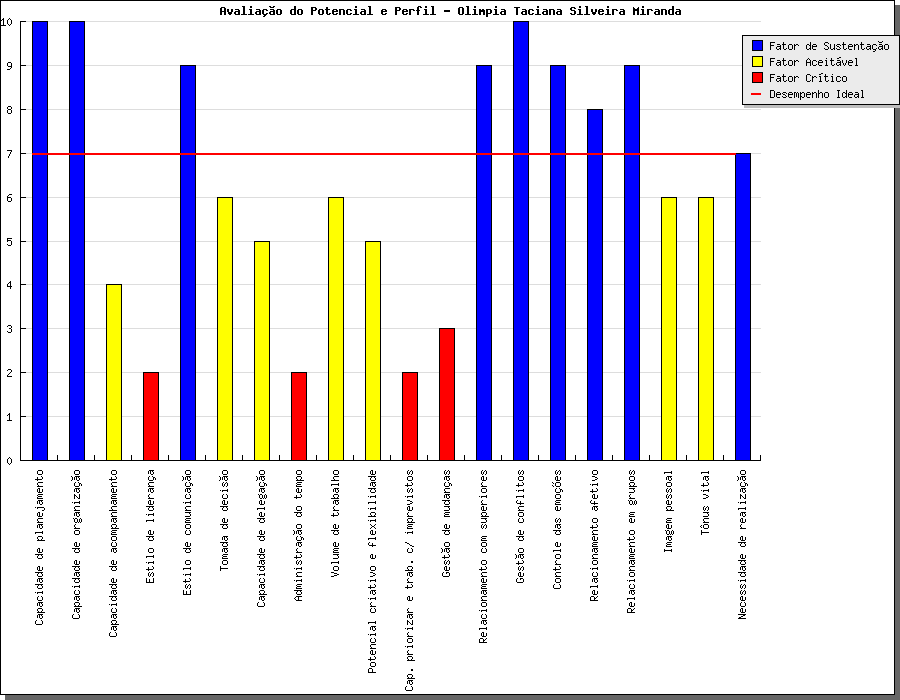 Avaliação do Potencial e Perfil - Olimpia Taciana Silveira Miranda
Fator de Sustentação
Fator Aceitável
Fator Crítico
Desempenho Ideal
10
9
8
7
6
5
4
3
2
1
0
Capacidade de planejamento
Capacidade de organização
Capacidade de acompanhamento
Estilo de liderança
Estilo de comunicação
Tomada de decisão
Capacidade de delegação
Administração do tempo
Volume de trabalho
Potencial criativo e flexibilidade
Cap. priorizar e trab. c/ imprevistos
Gestão de mudanças
Relacionamento com superiores
Gestão de conflitos
Controle das emoções
Relacionamento afetivo
Relacionamento em grupos
Imagem pessoal
Tônus vital
Necessidade de realização